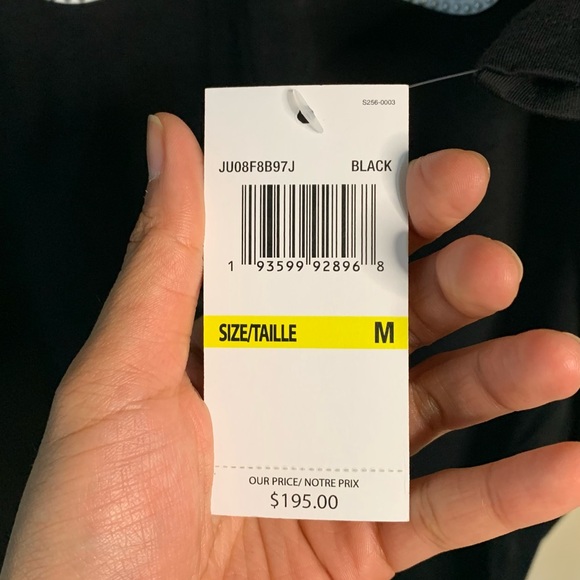 S256-0003
JU08F8B97J BLACK
1 93599 92896 8
SIZE/TAILLE M
OUR PRICE/ NOTRE PRIX
$195.00